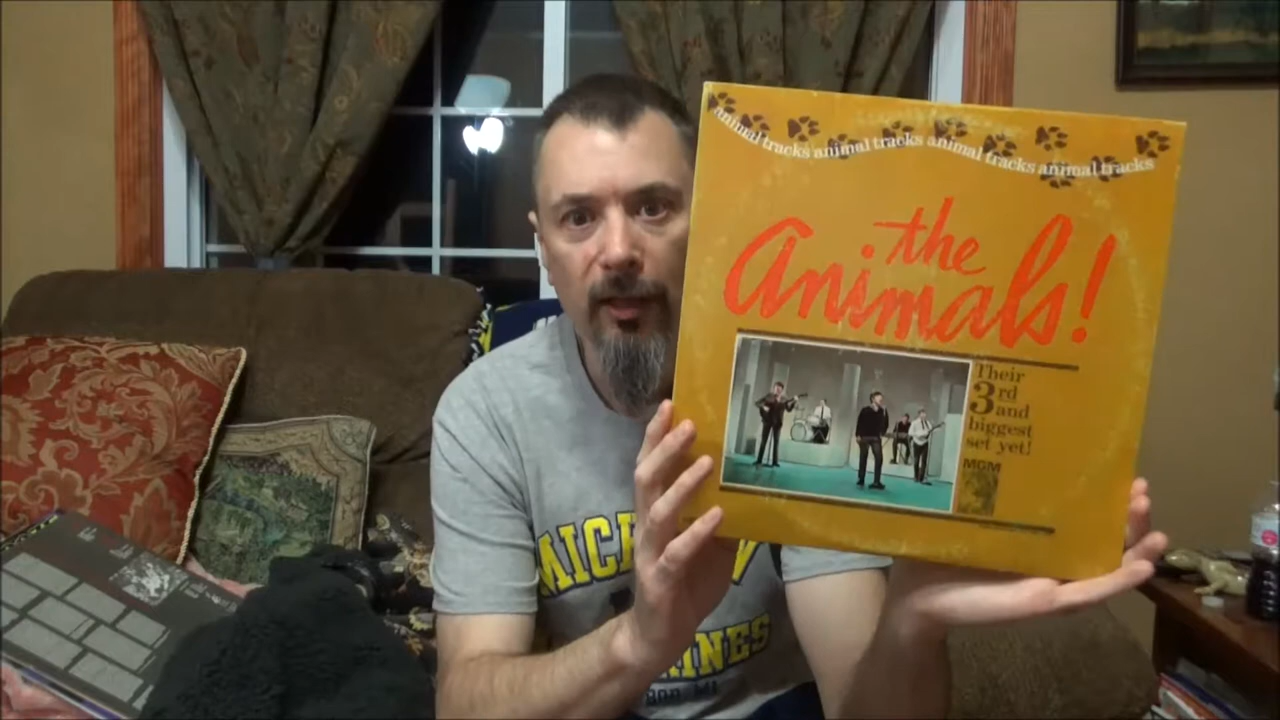 animal tracks animal tracks animal tracks animal tracks
the
Animals!
Their
3rd
and
biggest
set yet!
MGM